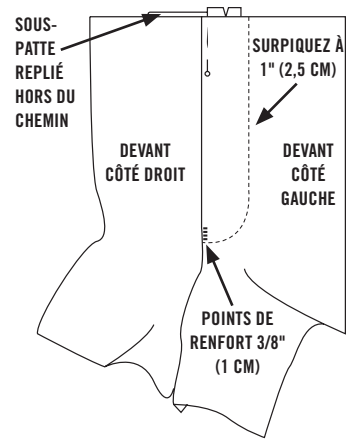 SOUS-
PATTE
REPLIÉ
HORS DU
CHEMIN
SURPIQUEZ À
1" (2,5 CM)
DEVANT
CÔTÉ DROIT
DEVANT
CÔTÉ
GAUCHE
POINTS DE
RENFORT 3/8"
(1 CM)